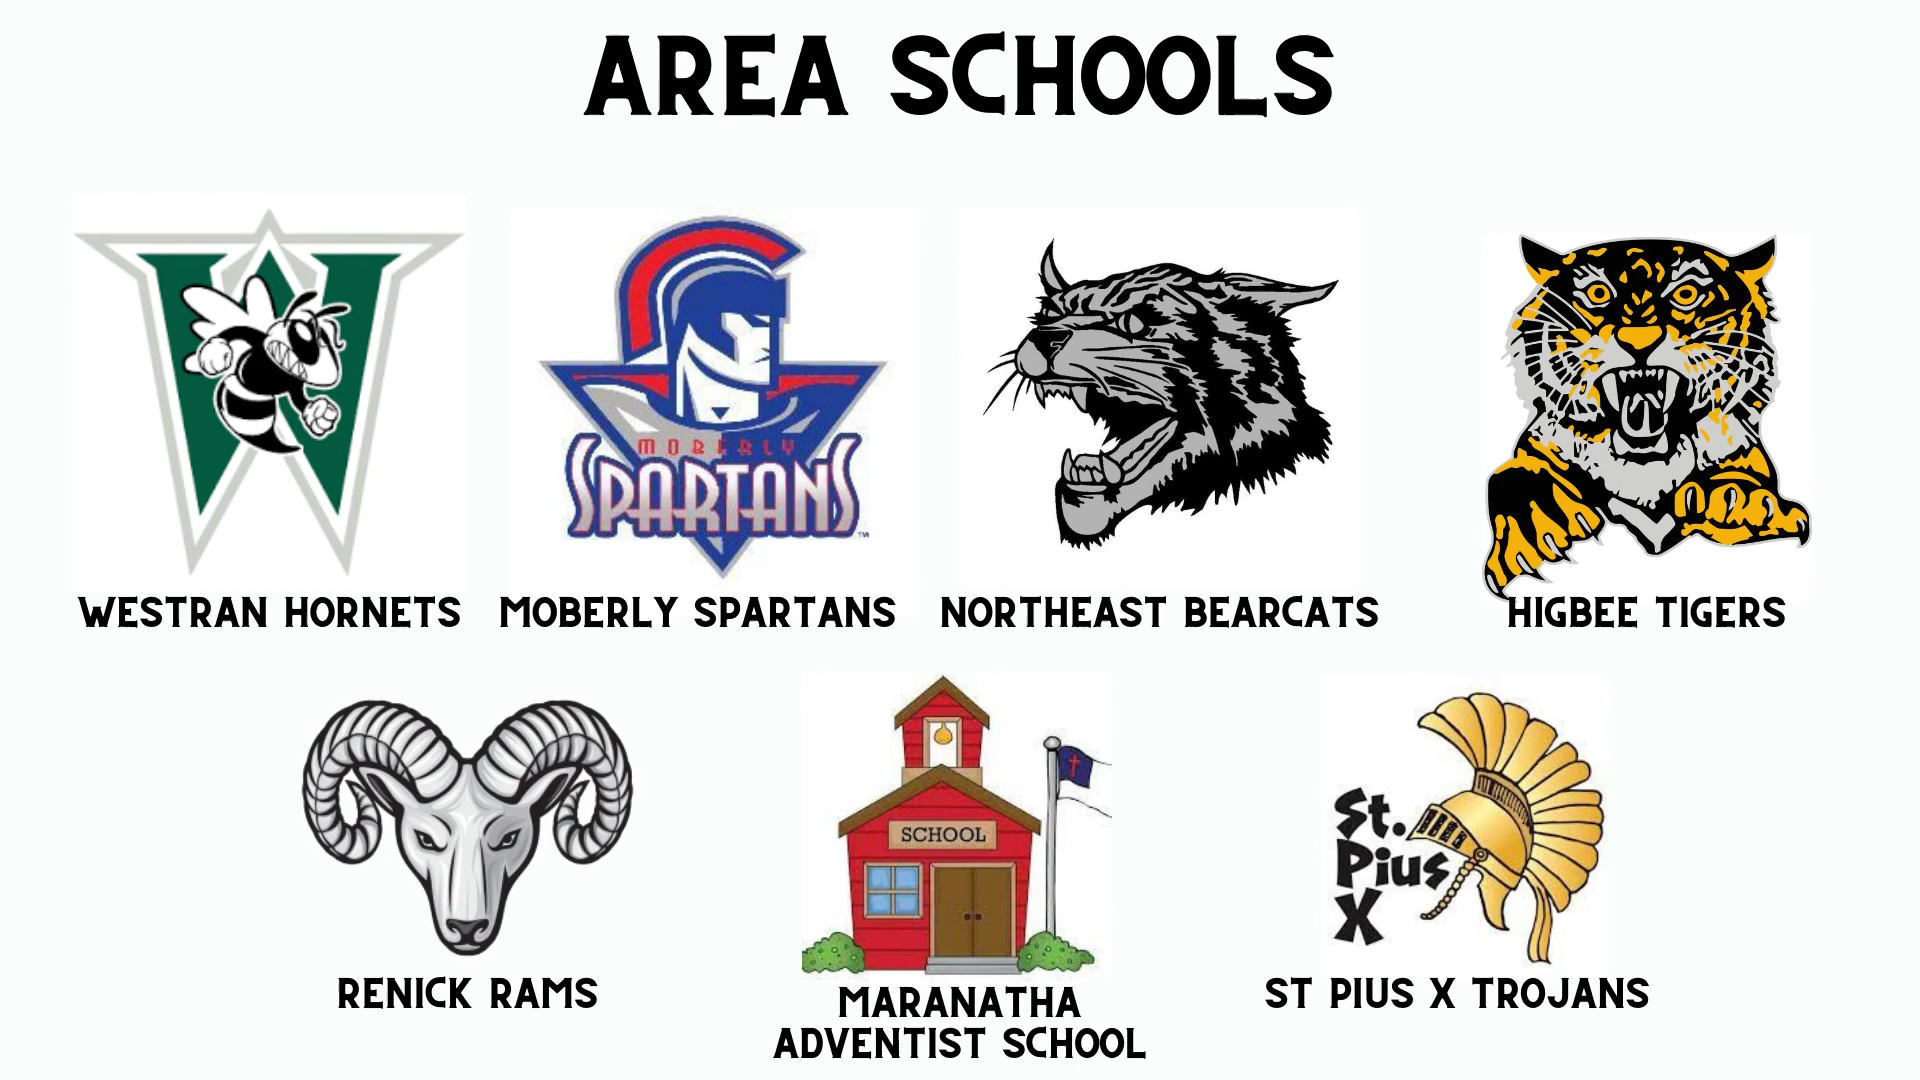 AREA SCHOOLS
MOBERLY
SPARTANS
TM
WESTRAN HORNETS
MOBERLY SPARTANS
NORTHEAST BEARCATS
HIGBEE TIGERS
SCHOOL
St.
Pius
X
RENICK RAMS
MARANATHA
ADVENTIST SCHOOL
ST PIUS X TROJANS